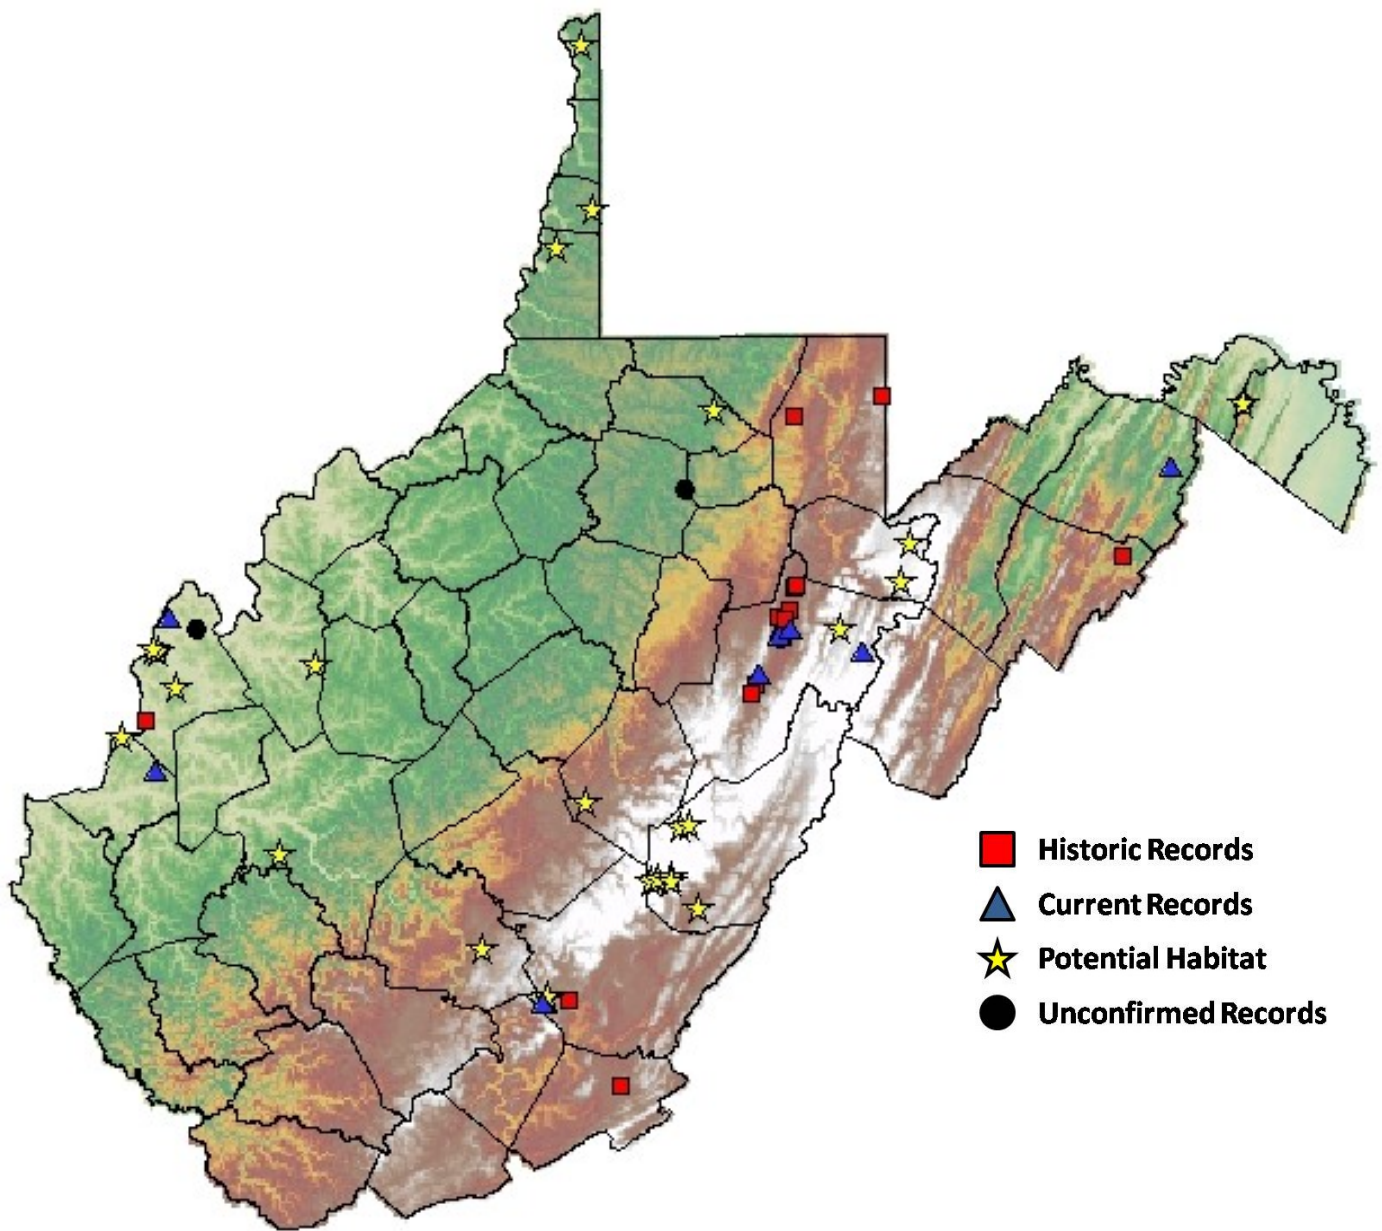 Historic Records
Current Records
Potential Habitat
Unconfirmed Records